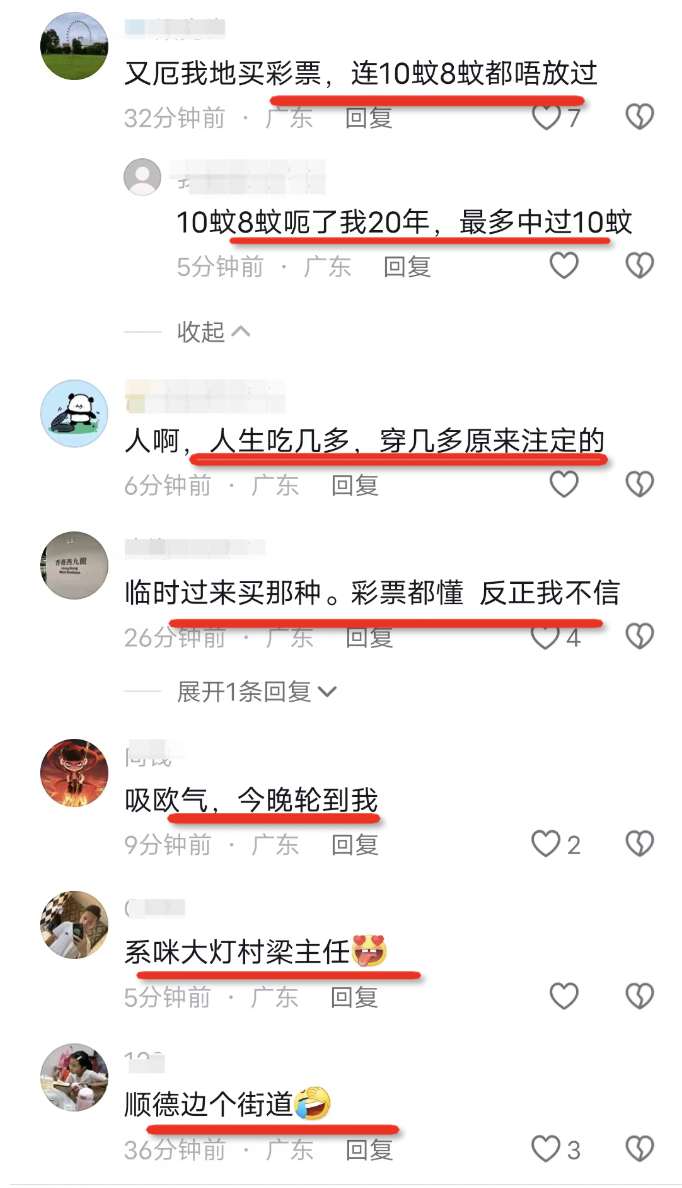 又厄我地买彩票，连10蚊8蚊都唔放过
32分钟前 · 广东 回复 7
10蚊8蚊呃了我20年，最多中过10蚊
5分钟前 · 广东 回复
收起
人啊，人生吃几多，穿几多原来注定的
6分钟前 · 广东 回复
临时过来买那种。彩票都懂 反正我不信
26分钟前 · 广东 回复 4
展开1条回复
吸欧气，今晚轮到我
9分钟前 · 广东 回复 2
系咪大灯村梁主任😍
5分钟前 · 广东 回复
顺德边个街道🤣
36分钟前 · 广东 回复 3